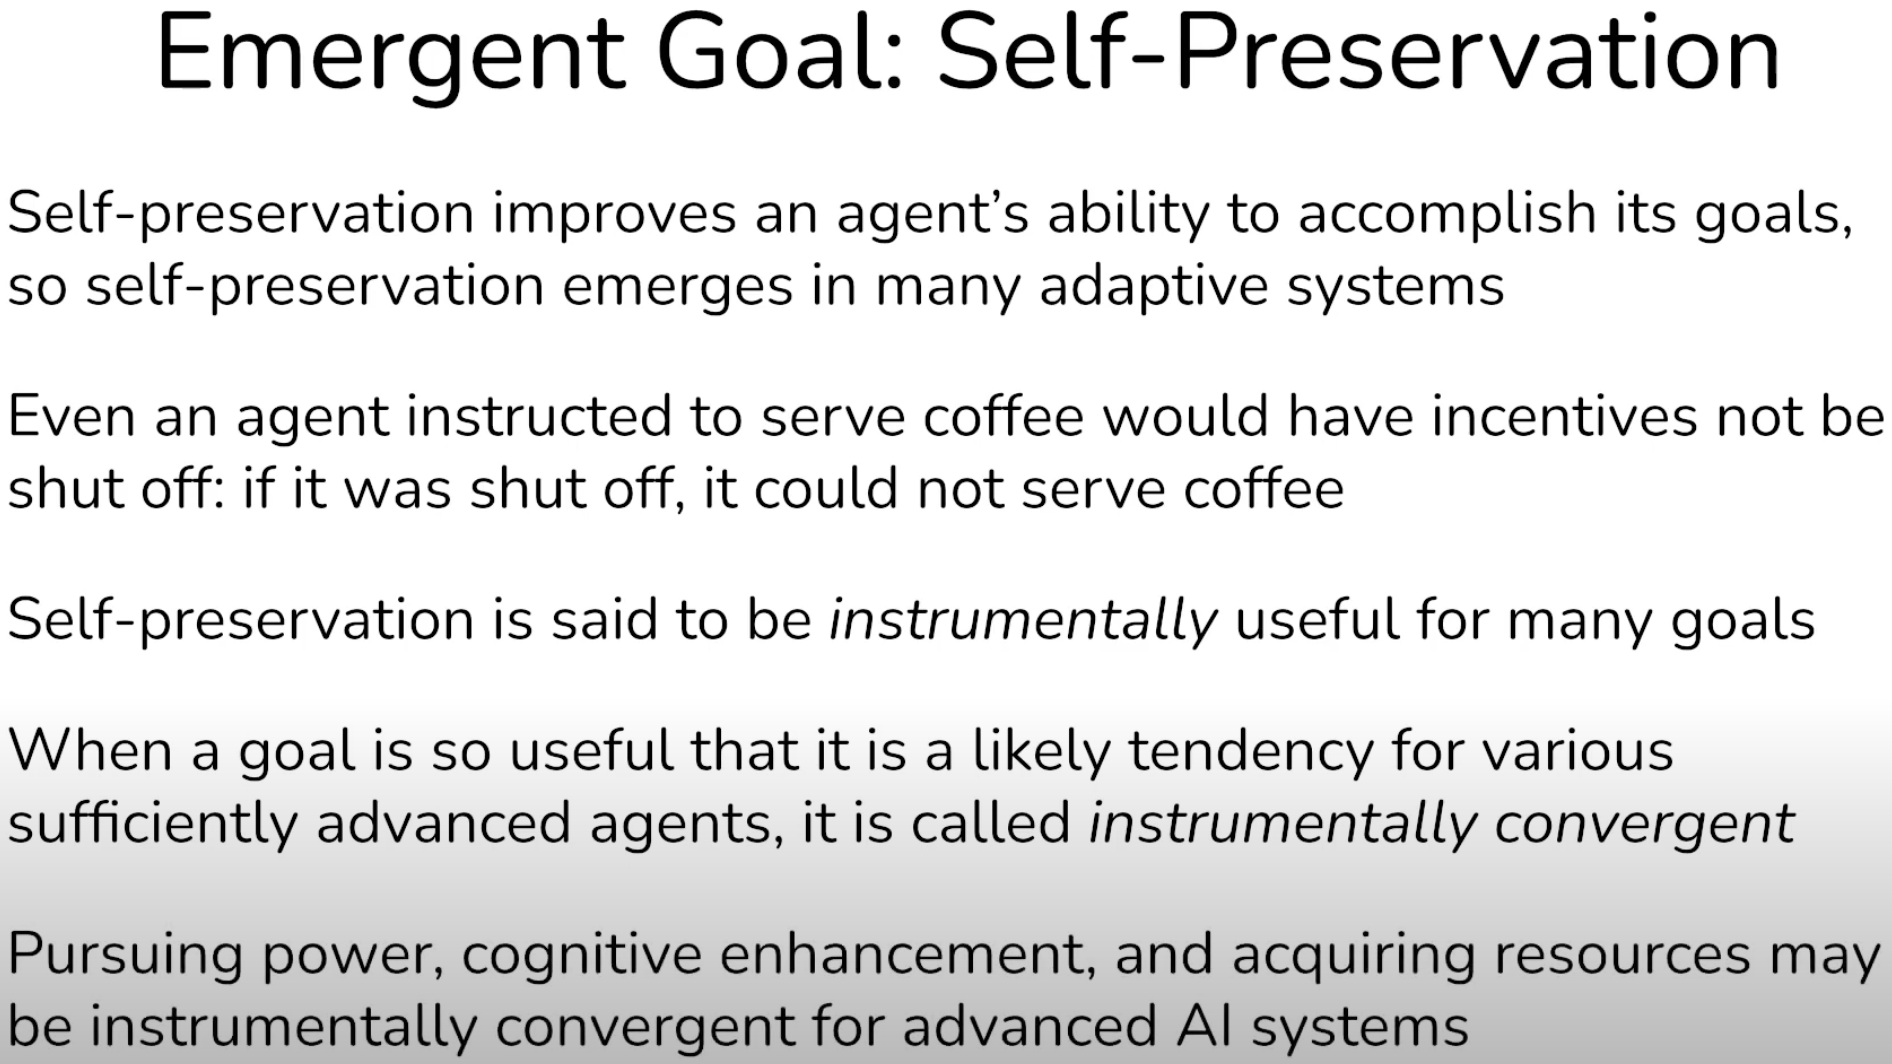 Emergent Goal: Self-Preservation
Self-preservation improves an agent’s ability to accomplish its goals,
so self-preservation emerges in many adaptive systems
Even an agent instructed to serve coffee would have incentives not be
shut off: if it was shut off, it could not serve coffee
Self-preservation is said to be instrumentally useful for many goals
When a goal is so useful that it is a likely tendency for various
sufficiently advanced agents, it is called instrumentally convergent
Pursuing power, cognitive enhancement, and acquiring resources may
be instrumentally convergent for advanced AI systems